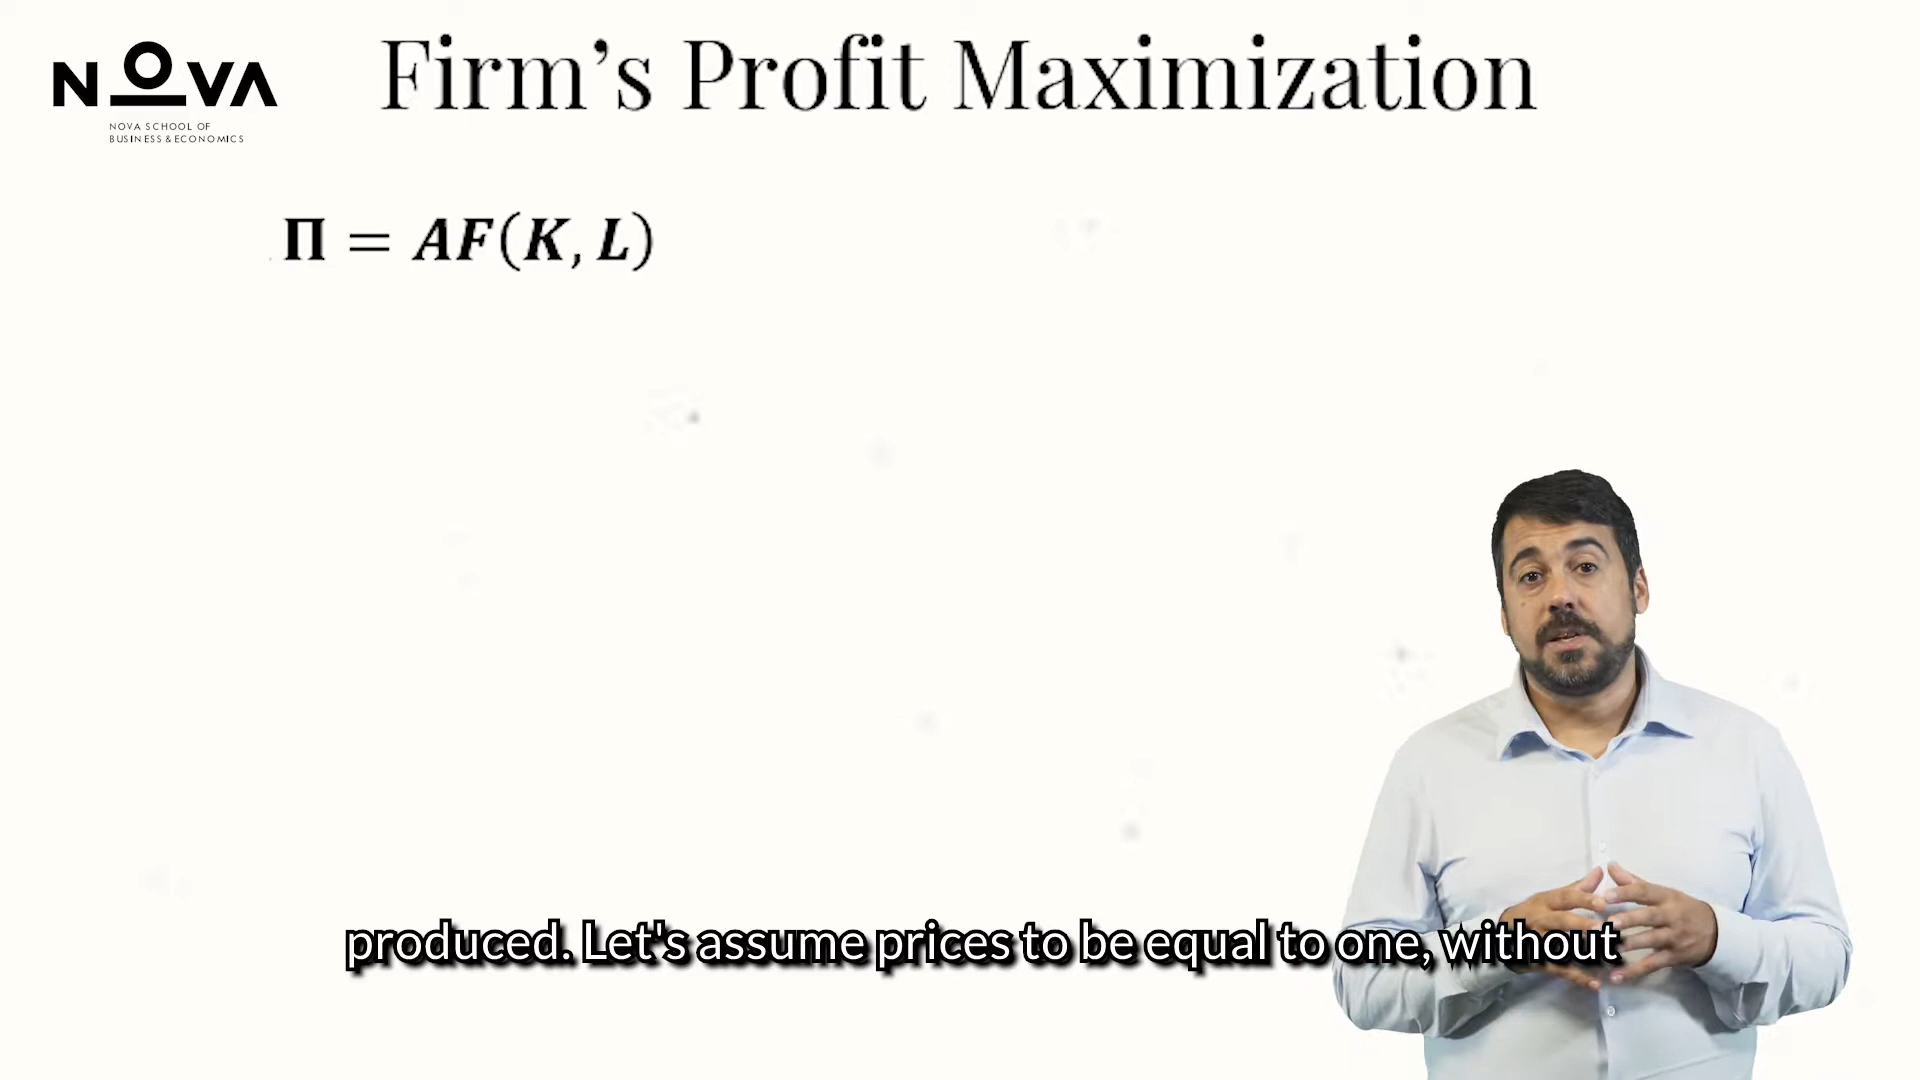 NOVA
NOVA SCHOOL OF
BUSINESS & ECONOMICS
Firm’s Profit Maximization
Π = AF(K, L)
produced. Let's assume prices to be equal to one, without